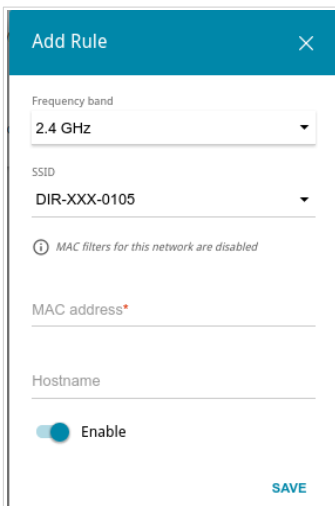 Add Rule
Frequency band
2.4 GHz
SSID
DIR-XXX-0105
MAC filters for this network are disabled
MAC address*
Hostname
Enable
SAVE